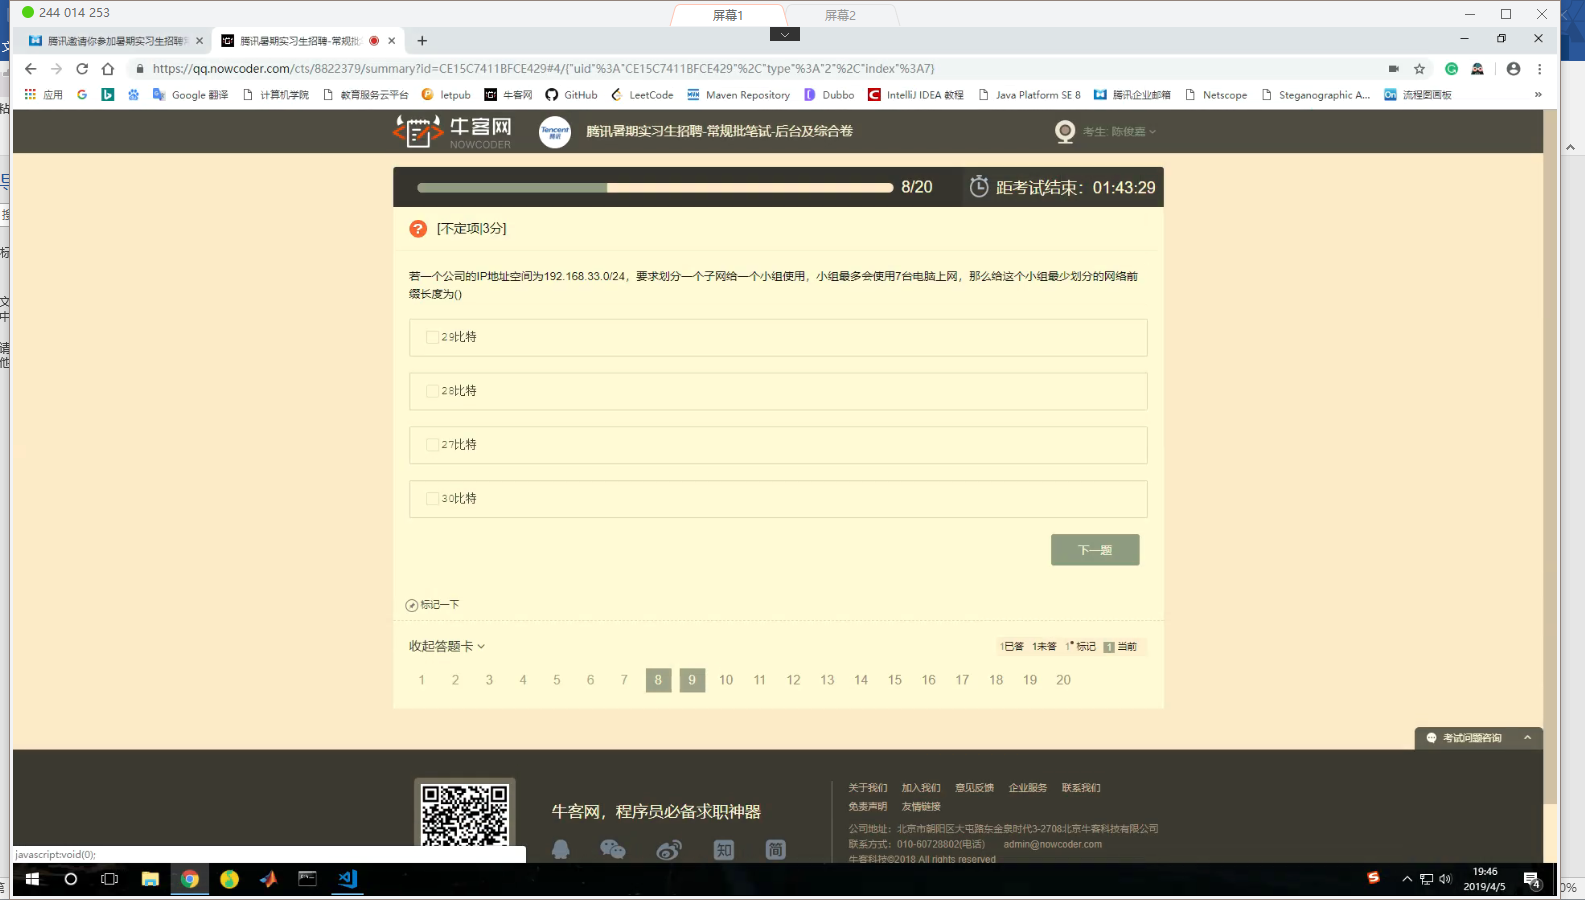 244 014 253
屏幕1
屏幕2
腾讯邀请你参加暑期实习生招聘
腾讯暑期实习生招聘-常规批
https://qq.nowcoder.com/cts/8822379/summary?id=CE15C7411BFCE429#4/{"uid"%3A"CE15C7411BFCE429"%2C"type"%3A"2"%2C"index"%3A7}
应用
Google 翻译
计算机学院
教育服务云平台
letpub
牛客网
GitHub
LeetCode
Maven Repository
Dubbo
IntelliJ IDEA 教程
Java Platform SE 8
腾讯企业邮箱
Netscope
Steganographic A...
流程图画板
»
牛客网
NOWCODER
Tencent 腾讯
腾讯暑期实习生招聘-常规批笔试-后台及综合卷
考生: 陈俊嘉
8/20
距考试结束: 01:43:29
? [不定项|3分]
若一个公司的IP地址空间为192.168.33.0/24，要求划分一个子网给一个小组使用，小组最多会使用7台电脑上网，那么给这个小组最少划分的网络前
缀长度为()
29比特
28比特
27比特
30比特
下一题
标记一下
收起答题卡
1已答 1未答 1标记 1当前
1 2 3 4 5 6 7 8 9 10 11 12 13 14 15 16 17 18 19 20
考试问题咨询
牛客网，程序员必备求职神器
知
简
关于我们 加入我们 意见反馈 企业服务 联系我们
免责声明 友情链接
公司地址：北京市朝阳区大屯路东金泉时代3-2708北京牛客科技有限公司
联系方式：010-60728802(电话) admin@nowcoder.com
牛客科技©2018 All rights reserved
javascript:void(0);
19:46
2019/4/5
4
0%